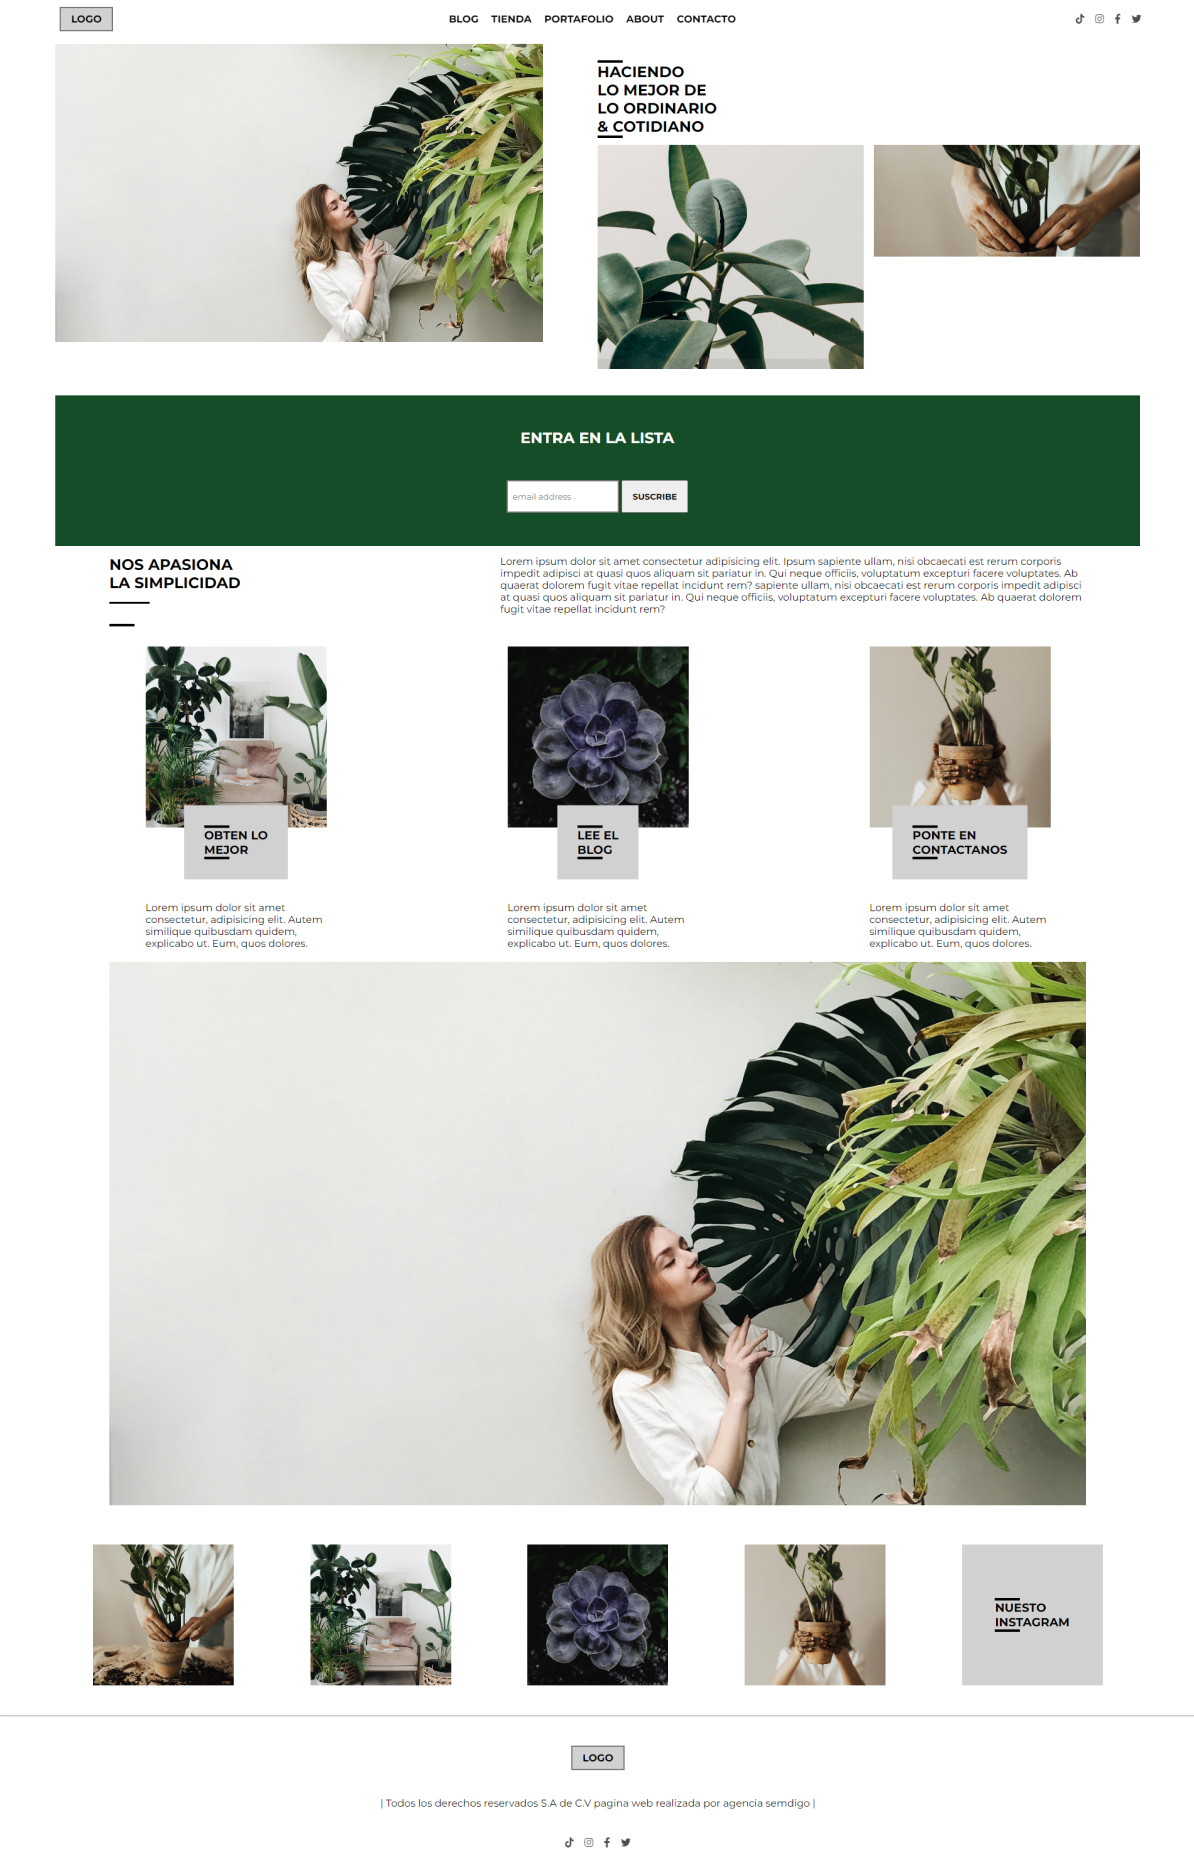 LOGO
BLOG TIENDA PORTAFOLIO ABOUT CONTACTO
HACIENDO
LO MEJOR DE
LO ORDINARIO
& COTIDIANO
ENTRA EN LA LISTA
email address
SUSCRIBE
NOS APASIONA
LA SIMPLICIDAD
Lorem ipsum dolor sit amet consectetur adipisicing elit. Ipsum sapiente ullam, nisi obcaecati est rerum corporis
impedit adipisci at quasi quos aliquam sit pariatur in. Qui neque officiis, voluptatum excepturi facere voluptates. Ab
quaerat dolorem fugit vitae repellat incidunt rem? sapiente ullam, nisi obcaecati est rerum corporis impedit adipisci
at quasi quos aliquam sit pariatur in. Qui neque officiis, voluptatum excepturi facere voluptates. Ab quaerat dolorem
fugit vitae repellat incidunt rem?
OBTEN LO
MEJOR
Lorem ipsum dolor sit amet
consectetur, adipisicing elit. Autem
similique quibusdam quidem,
explicabo ut. Eum, quos dolores.
LEE EL
BLOG
Lorem ipsum dolor sit amet
consectetur, adipisicing elit. Autem
similique quibusdam quidem,
explicabo ut. Eum, quos dolores.
PONTE EN
CONTACTANOS
Lorem ipsum dolor sit amet
consectetur, adipisicing elit. Autem
similique quibusdam quidem,
explicabo ut. Eum, quos dolores.
NUESTO
INSTAGRAM
LOGO
| Todos los derechos reservados S.A de C.V pagina web realizada por agencia semdigo |